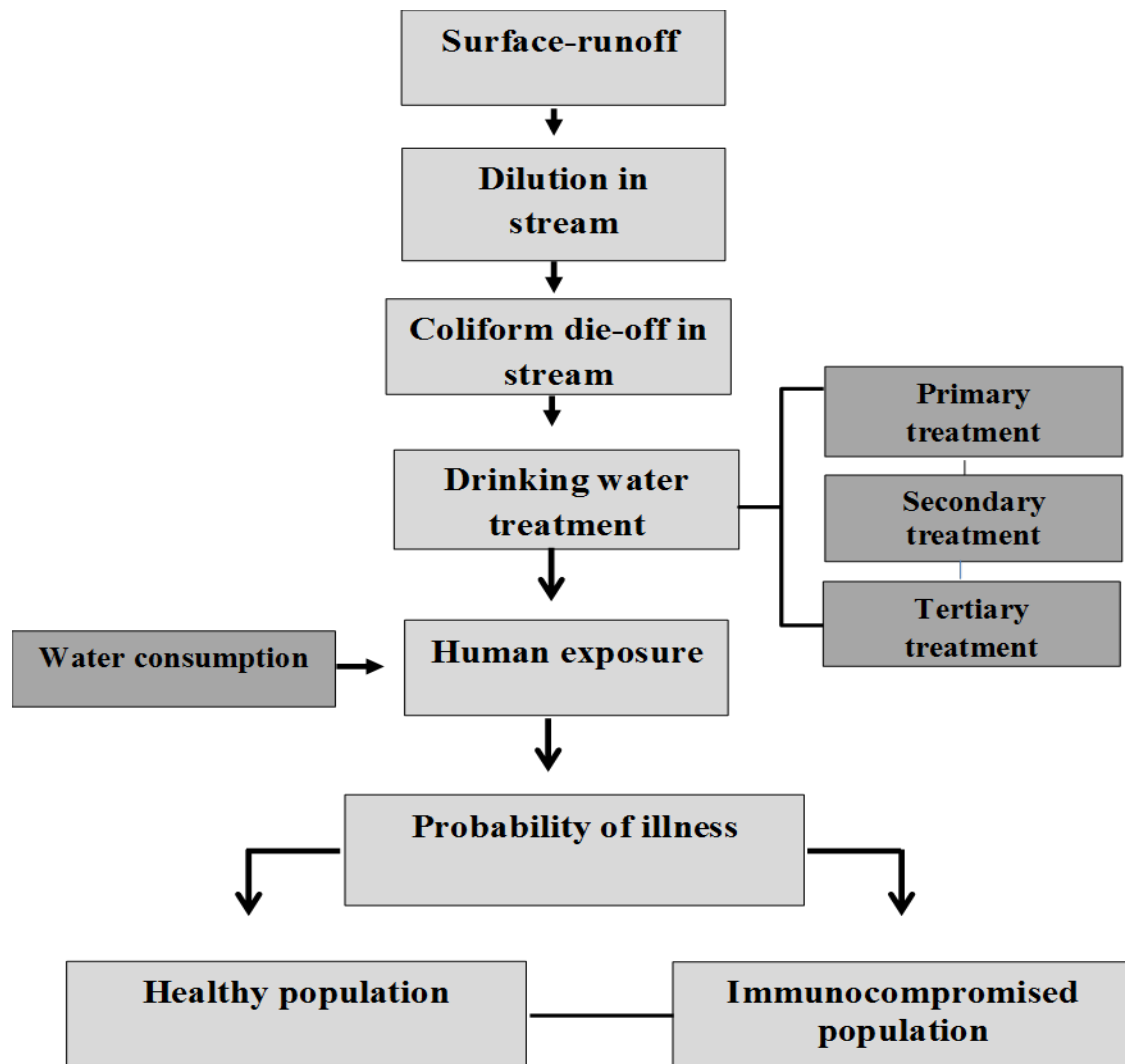 Surface-runoff
Dilution in
stream
Coliform die-off in
stream
Drinking water
treatment
Primary
treatment
Secondary
treatment
Tertiary
treatment
Water consumption
Human exposure
Probability of illness
Healthy population
Immunocompromised
population